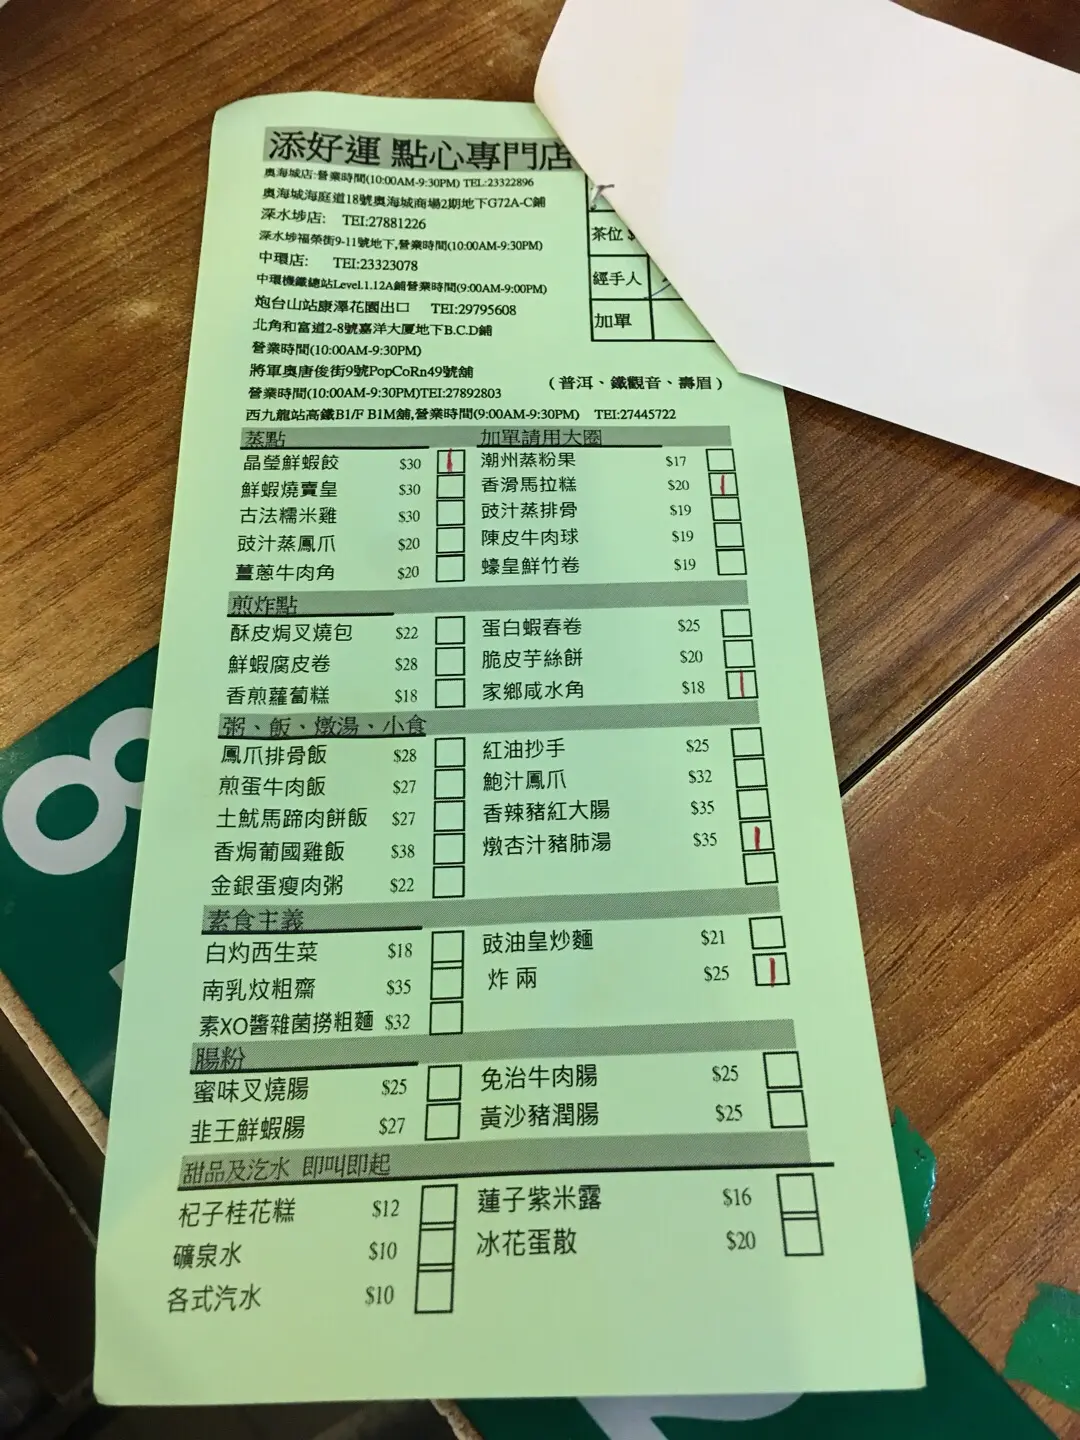 添好運 點心專門店
奧海城店:營業時間(10:00AM-9:30PM) TEL:23322896
奧海城海庭道18號奧海城商場2期地下G72A-C鋪
深水埗店: TEI:27881226
深水埗福榮街9-11號地下,營業時間(10:00AM-9:30PM)
中環店: TEI:23323078
中環機鐵總站Level.1.12A鋪營業時間(9:00AM-9:00PM)
炮台山站康澤花園出口 TEI:29795608
北角和富道2-8號嘉洋大厦地下B.C.D鋪
營業時間(10:00AM-9:30PM)
將軍奧唐俊街9號PopCoRn49號舖
營業時間(10:00AM-9:30PM)TEI:27892803
西九龍站高鐵B1/F B1M舖,營業時間(9:00AM-9:30PM) TEI:27445722
茶位 $
經手人
加單
(普洱、鐵觀音、壽眉)
蒸點 加單請用大圈
晶瑩鮮蝦餃 $30 潮州蒸粉果 $17
鮮蝦燒賣皇 $30 香滑馬拉糕 $20
古法糯米雞 $30 豉汁蒸排骨 $19
豉汁蒸鳳爪 $20 陳皮牛肉球 $19
薑蔥牛肉角 $20 蠔皇鮮竹卷 $19
煎炸點
酥皮焗叉燒包 $22 蛋白蝦春卷 $25
鮮蝦腐皮卷 $28 脆皮芋絲餅 $20
香煎蘿蔔糕 $18 家鄉咸水角 $18
粥、飯、燉湯、小食
鳳爪排骨飯 $28 紅油抄手 $25
煎蛋牛肉飯 $27 鮑汁鳳爪 $32
土魷馬蹄肉餅飯 $27 香辣豬紅大腸 $35
香焗葡國雞飯 $38 燉杏汁豬肺湯 $35
金銀蛋瘦肉粥 $22
素食主義
白灼西生菜 $18 豉油皇炒麵 $21
南乳炆粗齋 $35 炸 兩 $25
素XO醬雜菌撈粗麵 $32
腸粉
蜜味叉燒腸 $25 免治牛肉腸 $25
韭王鮮蝦腸 $27 黃沙豬潤腸 $25
甜品及汔水 即叫即起
杞子桂花糕 $12 蓮子紫米露 $16
礦泉水 $10 冰花蛋散 $20
各式汽水 $10